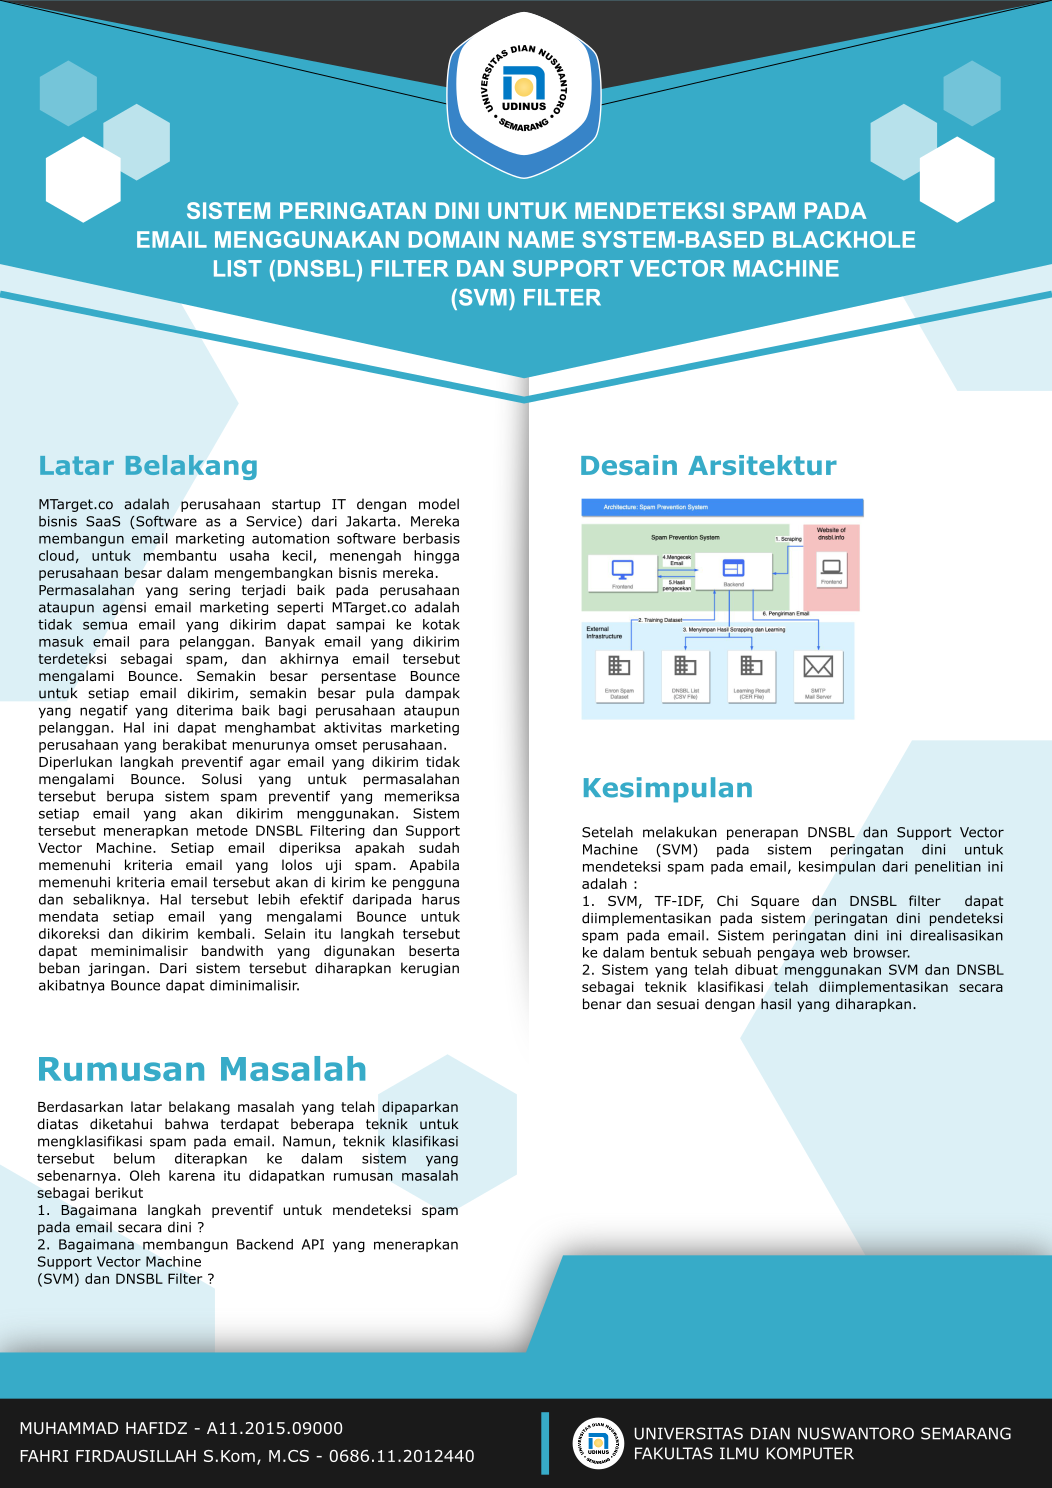 UNIVERSITAS DIAN NUSWANTORO
UDINUS
• SEMARANG •
SISTEM PERINGATAN DINI UNTUK MENDETEKSI SPAM PADA
EMAIL MENGGUNAKAN DOMAIN NAME SYSTEM-BASED BLACKHOLE
LIST (DNSBL) FILTER DAN SUPPORT VECTOR MACHINE
(SVM) FILTER
Latar Belakang
MTarget.co adalah perusahaan startup IT dengan model
bisnis SaaS (Software as a Service) dari Jakarta. Mereka
membangun email marketing automation software berbasis
cloud, untuk membantu usaha kecil, menengah hingga
perusahaan besar dalam mengembangkan bisnis mereka.
Permasalahan yang sering terjadi baik pada perusahaan
ataupun agensi email marketing seperti MTarget.co adalah
tidak semua email yang dikirim dapat sampai ke kotak
masuk email para pelanggan. Banyak email yang dikirim
terdeteksi sebagai spam, dan akhirnya email tersebut
mengalami Bounce. Semakin besar persentase Bounce
untuk setiap email dikirim, semakin besar pula dampak
yang negatif yang diterima baik bagi perusahaan ataupun
pelanggan. Hal ini dapat menghambat aktivitas marketing
perusahaan yang berakibat menurunya omset perusahaan.
Diperlukan langkah preventif agar email yang dikirim tidak
mengalami Bounce. Solusi yang untuk permasalahan
tersebut berupa sistem spam preventif yang memeriksa
setiap email yang akan dikirim menggunakan. Sistem
tersebut menerapkan metode DNSBL Filtering dan Support
Vector Machine. Setiap email diperiksa apakah sudah
memenuhi kriteria email yang lolos uji spam. Apabila
memenuhi kriteria email tersebut akan di kirim ke pengguna
dan sebaliknya. Hal tersebut lebih efektif daripada harus
mendata setiap email yang mengalami Bounce untuk
dikoreksi dan dikirim kembali. Selain itu langkah tersebut
dapat meminimalisir bandwith yang digunakan beserta
beban jaringan. Dari sistem tersebut diharapkan kerugian
akibatnya Bounce dapat diminimalisir.
Rumusan Masalah
Berdasarkan latar belakang masalah yang telah dipaparkan
diatas diketahui bahwa terdapat beberapa teknik untuk
mengklasifikasi spam pada email. Namun, teknik klasifikasi
tersebut belum diterapkan ke dalam sistem yang
sebenarnya. Oleh karena itu didapatkan rumusan masalah
sebagai berikut
1. Bagaimana langkah preventif untuk mendeteksi spam
pada email secara dini ?
2. Bagaimana membangun Backend API yang menerapkan
Support Vector Machine
(SVM) dan DNSBL Filter ?
Desain Arsitektur
Architecture: Spam Prevention System
Spam Prevention System
Website of
dnsbl.info
1. Scraping
4.Mengecek
Email
5.Hasil
pengecekan
Frontend
Backend
Frontend
6. Pengiriman Email
2. Training Dataset
3. Menyimpan Hasil Scrapping dan Learning
External
Infrastructure
Enron Spam
Dataset
DNSBL List
(CSV File)
Learning Result
(CER File)
SMTP
Mail Server
Kesimpulan
Setelah melakukan penerapan DNSBL dan Support Vector
Machine (SVM) pada sistem peringatan dini untuk
mendeteksi spam pada email, kesimpulan dari penelitian ini
adalah :
1. SVM, TF-IDF, Chi Square dan DNSBL filter dapat
diimplementasikan pada sistem peringatan dini pendeteksi
spam pada email. Sistem peringatan dini ini direalisasikan
ke dalam bentuk sebuah pengaya web browser.
2. Sistem yang telah dibuat menggunakan SVM dan DNSBL
sebagai teknik klasifikasi telah diimplementasikan secara
benar dan sesuai dengan hasil yang diharapkan.
MUHAMMAD HAFIDZ - A11.2015.09000
FAHRI FIRDAUSILLAH S.Kom, M.CS - 0686.11.2012440
UNIVERSITAS DIAN NUSWANTORO
UDINUS
• SEMARANG •
UNIVERSITAS DIAN NUSWANTORO SEMARANG
FAKULTAS ILMU KOMPUTER